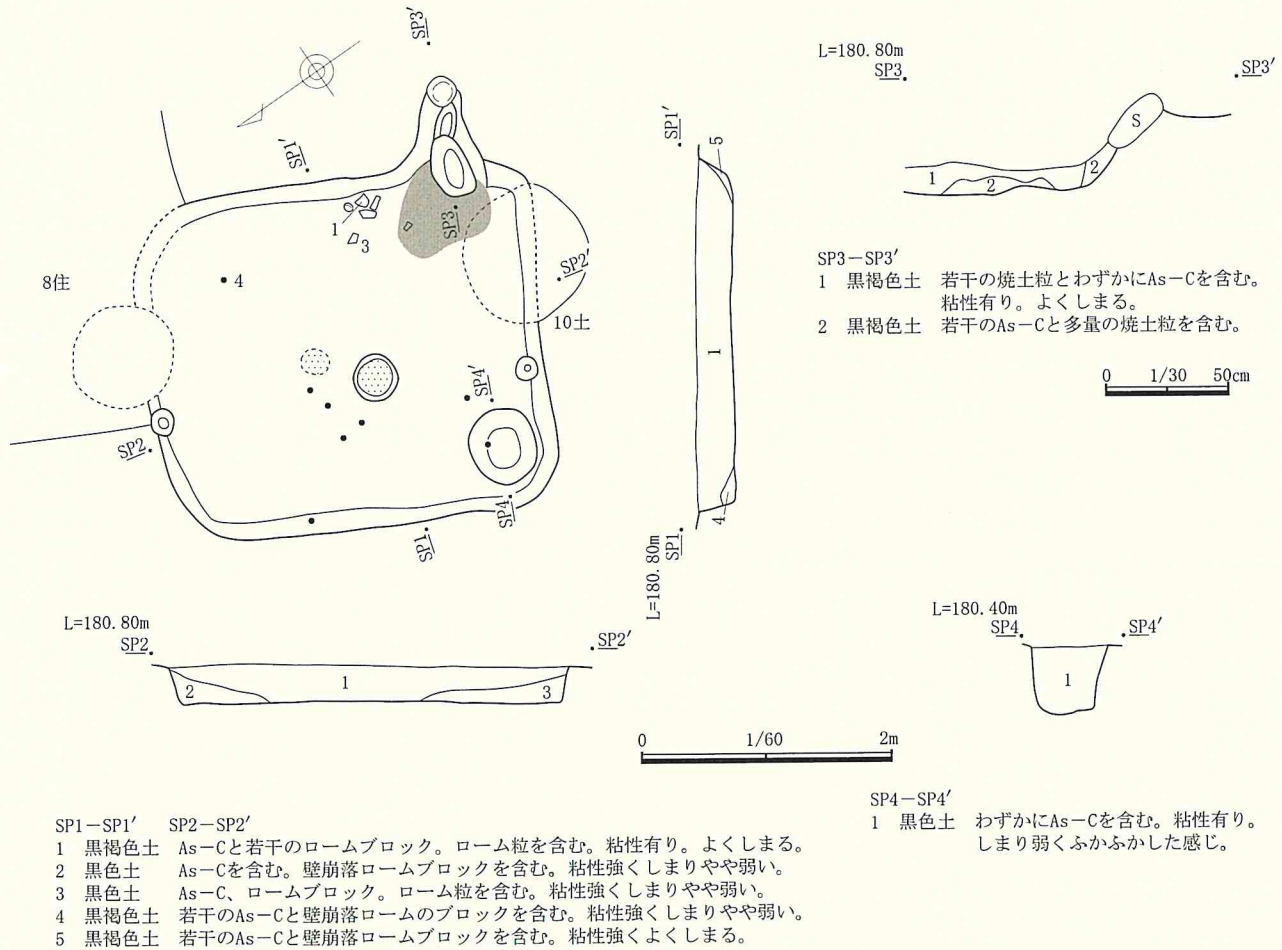 SP3′
SP1′
1
3
SP3
SP2′
8住
4
10土
SP4′
SP2
SP4
SP1
SP1′
5
1
4
L=180.80m
SP1
L=180.80m
SP3
SP3′
S
1
2
2
SP3-SP3′
1 黒褐色土 若干の焼土粒とわずかにAs-Cを含む。
粘性有り。よくしまる。
2 黒褐色土 若干のAs-Cと多量の焼土粒を含む。
0 1/30 50cm
L=180.80m
SP2
SP2′
2
1
3
L=180.40m
SP4
SP4′
1
0 1/60 2m
SP1-SP1′ SP2-SP2′
1 黒褐色土 As-Cと若干のロームブロック。ローム粒を含む。粘性有り。よくしまる。
2 黒色土 As-Cを含む。壁崩落ロームブロックを含む。粘性強くしまりやや弱い。
3 黒色土 As-C、ロームブロック。ローム粒を含む。粘性強くしまりやや弱い。
4 黒褐色土 若干のAs-Cと壁崩落ロームのブロックを含む。粘性強くしまりやや弱い。
5 黒褐色土 若干のAs-Cと壁崩落ロームブロックを含む。粘性強くよくしまる。
SP4-SP4′
1 黒色土 わずかにAs-Cを含む。粘性有り。
しまり弱くふかふかした感じ。